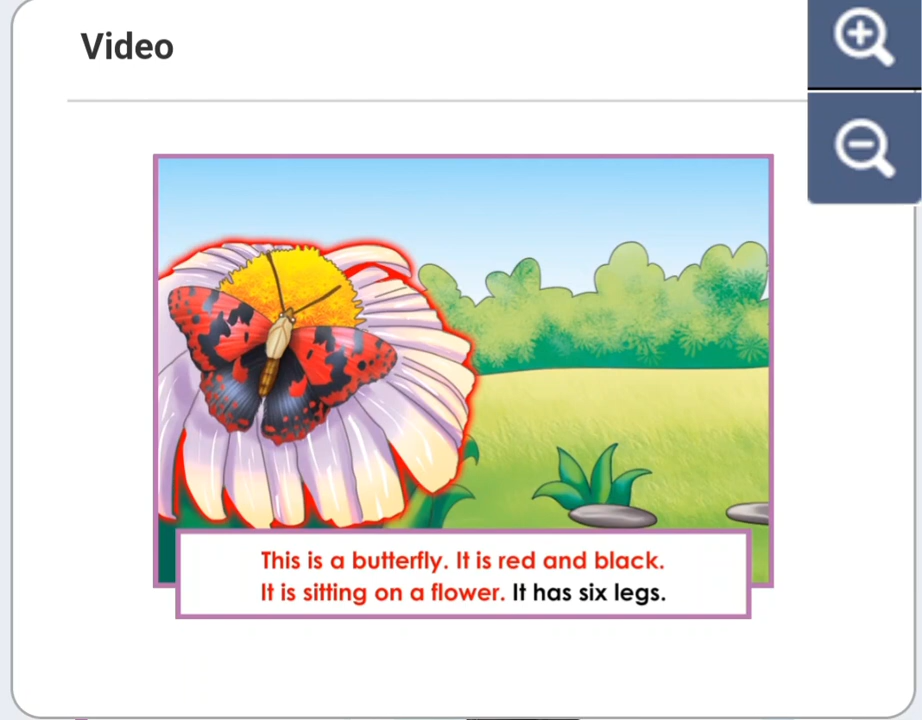 Video
This is a butterfly. It is red and black.
It is sitting on a flower. It has six legs.